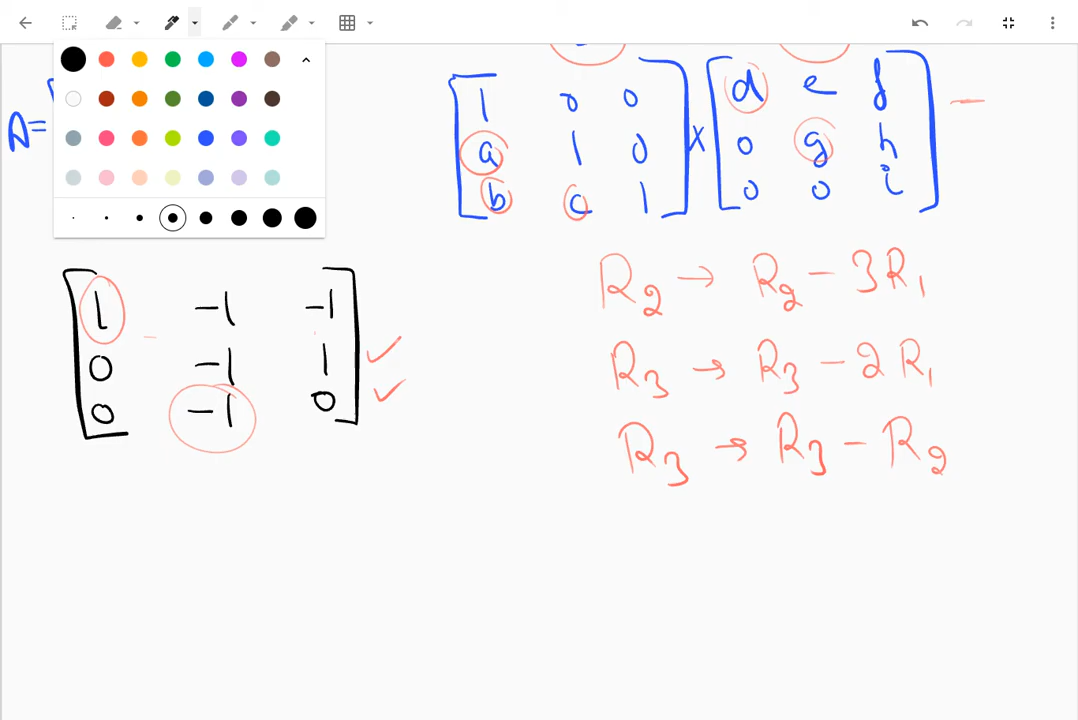 A=
[1 0 0
a 1 0
b c 1] × [d e f
0 g h
0 0 i] —
[1 -1 -1
0 -1 1
0 -1 0]
R2 → R2 - 3R1
R3 → R3 - 2R1
R3 → R3 - R2